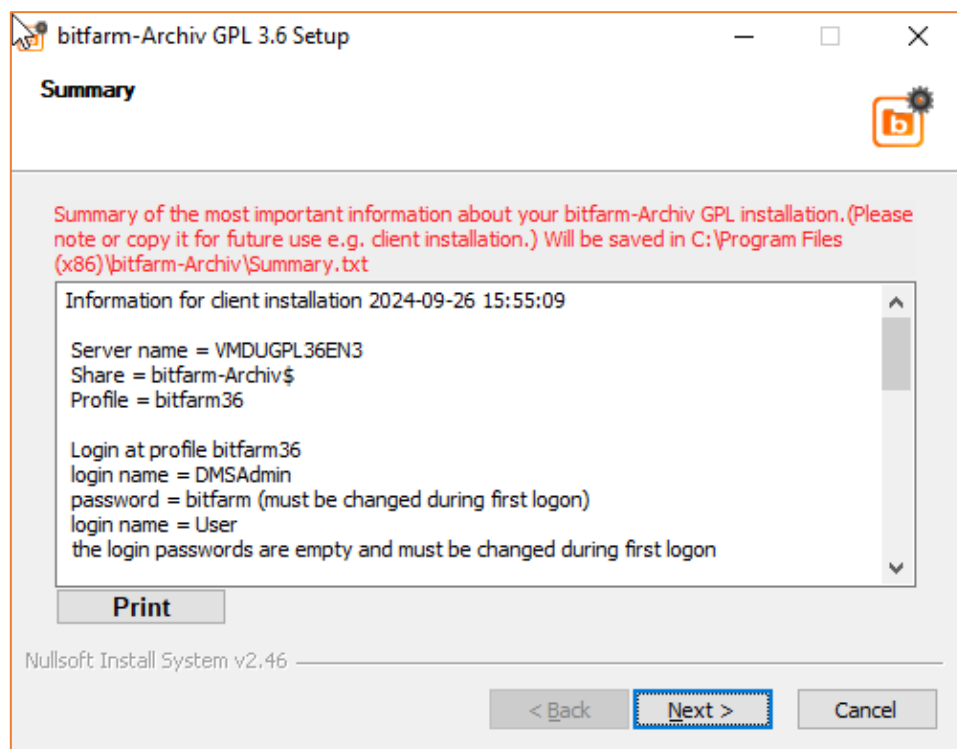 bitfarm-Archiv GPL 3.6 Setup
Summary
b
Summary of the most important information about your bitfarm-Archiv GPL installation.(Please
note or copy it for future use e.g. client installation.) Will be saved in C:\Program Files
(x86)\bitfarm-Archiv\Summary.txt
Information for client installation 2024-09-26 15:55:09
Server name = VMDUGPL36EN3
Share = bitfarm-Archiv$
Profile = bitfarm36
Login at profile bitfarm36
login name = DMSAdmin
password = bitfarm (must be changed during first logon)
login name = User
the login passwords are empty and must be changed during first logon
Print
Nullsoft Install System v2.46
< Back
Next >
Cancel